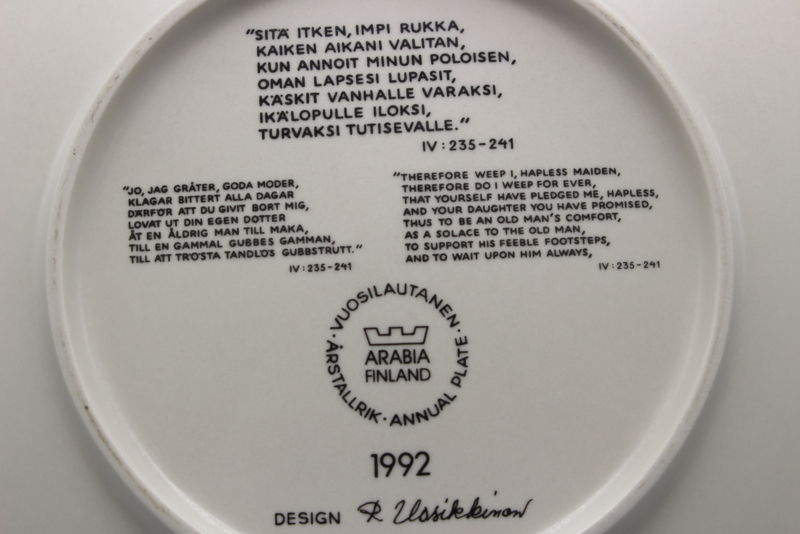 "SITÄ ITKEN, IMPI RUKKA,
KAIKEN AIKANI VALITAN,
KUN ANNOIT MINUN POLOISEN,
OMAN LAPSESI LUPASIT,
KÄSKIT VANHALLE VARAKSI,
IKÄLOPULLE ILOKSI,
TURVAKSI TUTISEVALLE."
IV: 235-241
"JO, JAG GRÅTER, GODA MODER,
KLAGAR BITTERT ALLA DAGAR
DÄRFÖR ATT DU GIVIT BORT MIG,
LOVAT UT DIN EGEN DOTTER
ÅT EN ÅLDRIG MAN TILL MAKA,
TILL EN GAMMAL GUBBES GAMMAN,
TILL ATT TRÖSTA TANDLÖS GUBBSTRUTT."
IV: 235-241
"THEREFORE WEEP I, HAPLESS MAIDEN,
THEREFORE DO I WEEP FOR EVER,
THAT YOURSELF HAVE PLEDGED ME, HAPLESS,
AND YOUR DAUGHTER YOU HAVE PROMISED,
THUS TO BE AN OLD MAN'S COMFORT,
AS A SOLACE TO THE OLD MAN,
TO SUPPORT HIS FEEBLE FOOTSTEPS,
AND TO WAIT UPON HIM ALWAYS,
IV: 235-241
· VUOSILAUTANEN · ANNUAL PLATE · ÅRSTALLRIK
ARABIA
FINLAND
1992
DESIGN R Uosikkinen